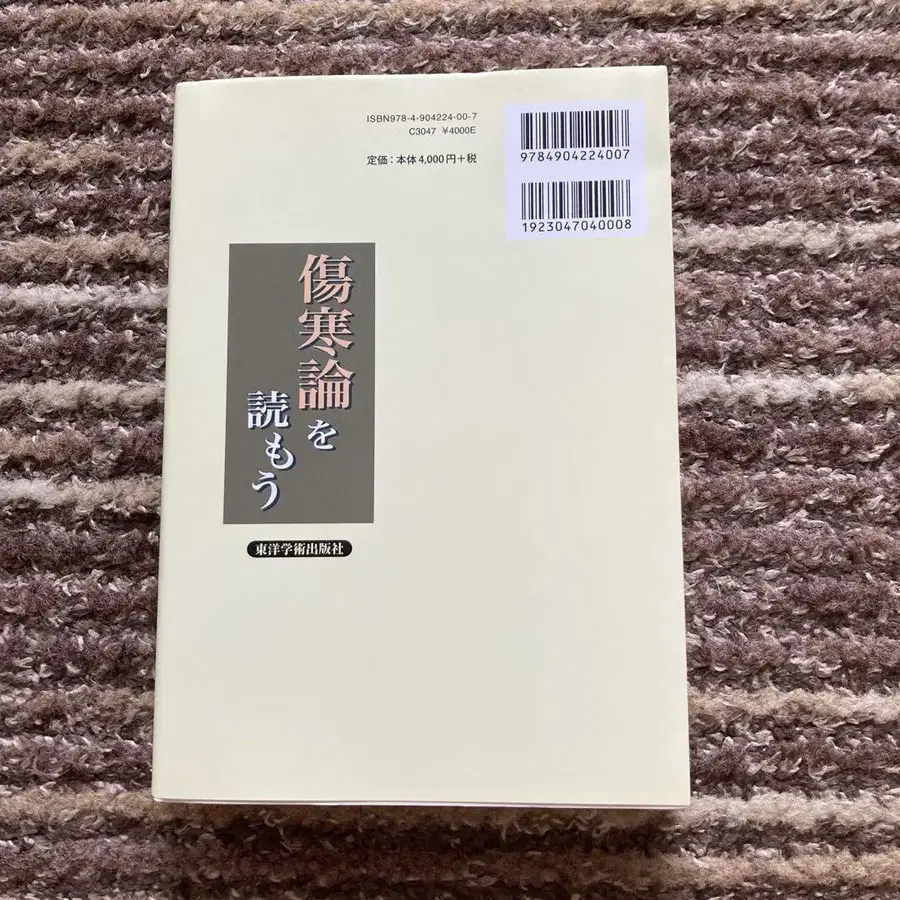 ISBN978-4-904224-00-7
C3047 ¥4000E
定価：本体4,000円＋税
9784904224007
1923047040008
傷寒論を
読もう
東洋学術出版社